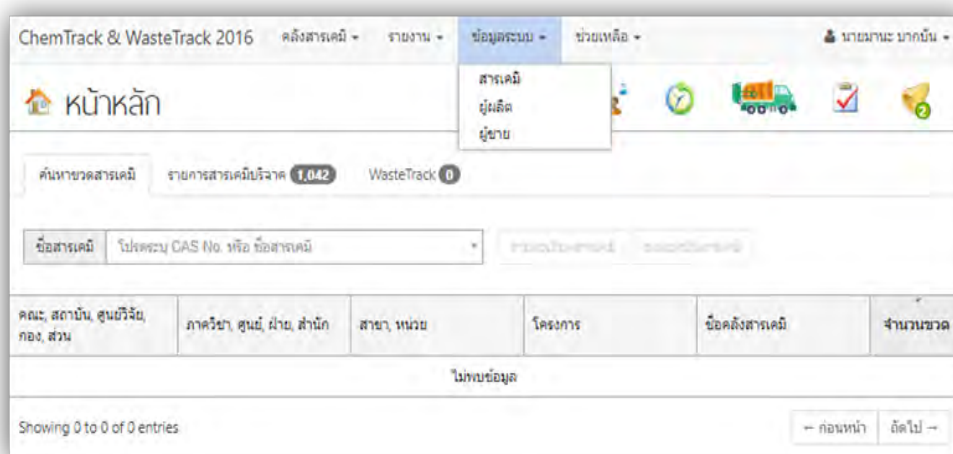 ChemTrack & WasteTrack 2016 คลังสารเคมี รายงาน ข้อมูลระบบ ช่วยเหลือ นายมานะ มากขึ้น
สารเคมี
ผู้ผลิต
ผู้ขาย
หน้าหลัก
2
ค้นหาขวดสารเคมี รายการสารเคมีบริจาค 1,042 WasteTrack 0
ชื่อสารเคมี โปรดระบุ CAS No. หรือ ชื่อสารเคมี
คณะ, สถาบัน, ศูนย์วิจัย, กอง, ส่วน
ภาควิชา, ศูนย์, ฝ่าย, สำนัก
สาขา, หน่วย
โครงการ
ชื่อคลังสารเคมี
จำนวนขวด
ไม่พบข้อมูล
Showing 0 to 0 of 0 entries
← ก่อนหน้า ถัดไป →